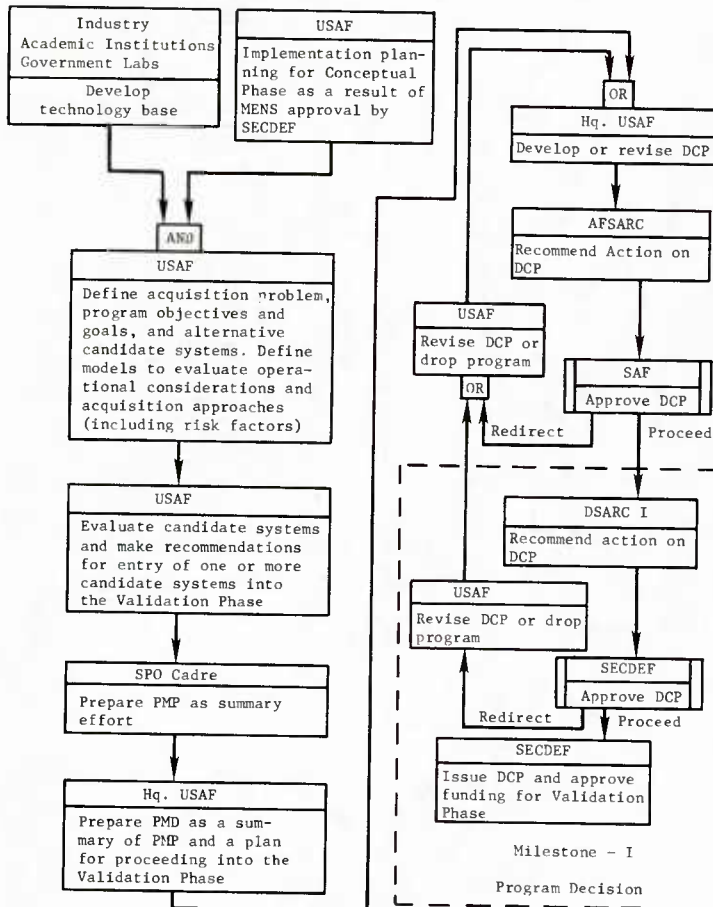 Industry
Academic Institutions
Government Labs
Develop
technology base
USAF
Implementation plan-
ning for Conceptual
Phase as a result of
MENS approval by
SECDEF
AND
USAF
Define acquisition problem,
program objectives and
goals, and alternative
candidate systems. Define
models to evaluate opera-
tional considerations and
acquisition approaches
(including risk factors)
USAF
Evaluate candidate systems
and make recommendations
for entry of one or more
candidate systems into
the Validation Phase
SPO Cadre
Prepare PMP as summary
effort
Hq. USAF
Prepare PMD as a sum-
mary of PMP and a plan
for proceeding into the
Validation Phase
OR
Hq. USAF
Develop or revise DCP
AFSARC
Recommend Action on
DCP
USAF
Revise DCP or
drop program
OR
SAF
Approve DCP
Redirect
Proceed
DSARC I
Recommend action on
DCP
USAF
Revise DCP or drop
program
SECDEF
Approve DCP
Redirect
Proceed
SECDEF
Issue DCP and approve
funding for Validation
Phase
Milestone - I
Program Decision